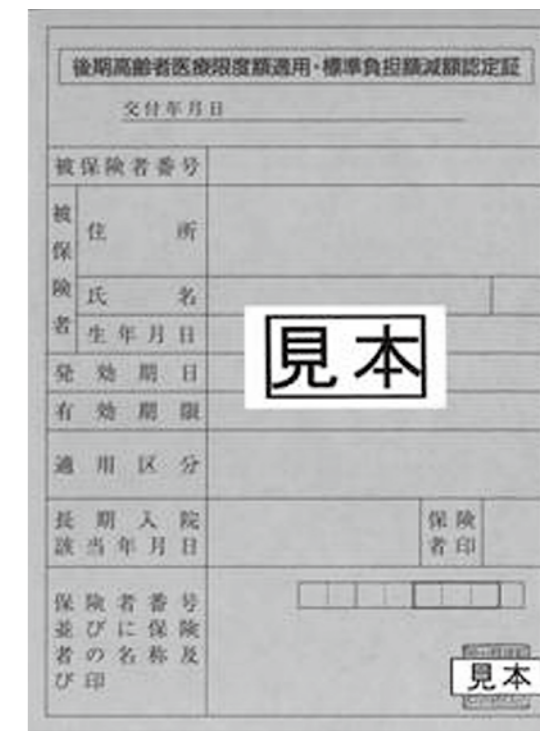 後期高齢者医療限度額適用・標準負担額減額認定証
交付年月日
被保険者番号
被保険者
住所
氏名
生年月日
発効期日
有効期限
適用区分
長期入院
該当年月日
保険
者印
保険者番号
並びに保険
者の名称及
び印
見本
見本